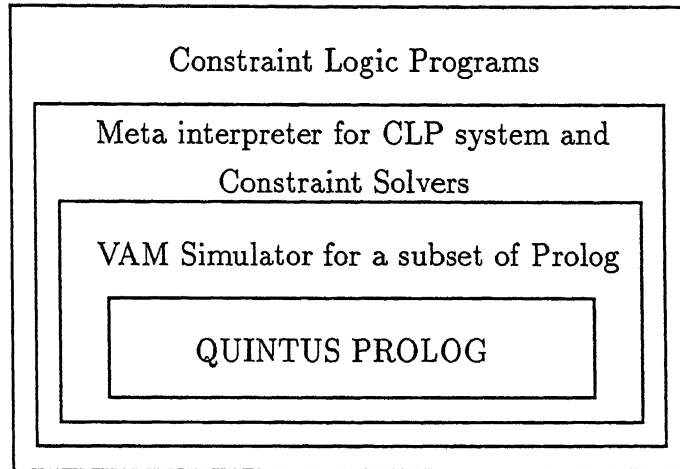 Constraint Logic Programs
Meta interpreter for CLP system and
Constraint Solvers
VAM Simulator for a subset of Prolog
QUINTUS PROLOG